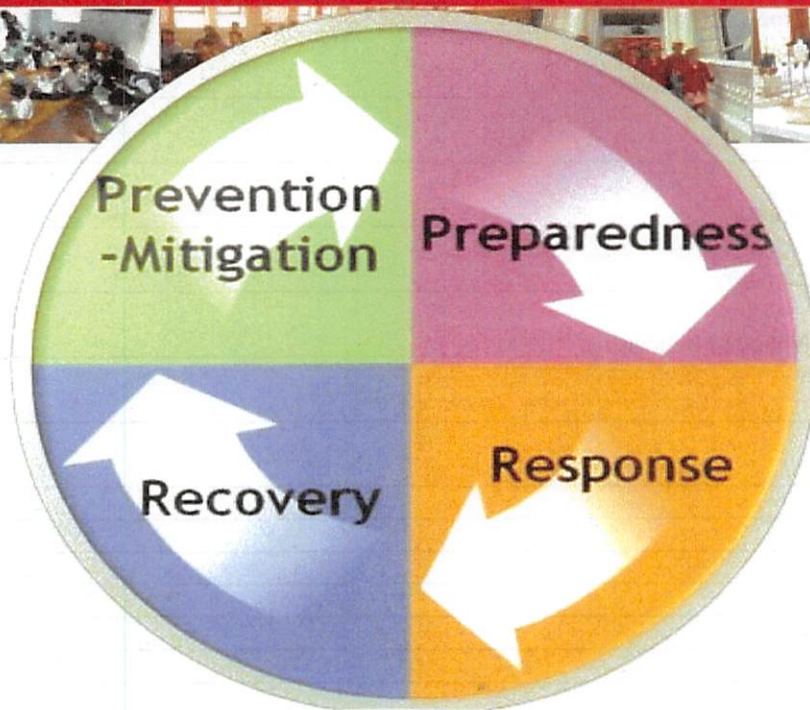 Prevention
-Mitigation
Preparedness
Response
Recovery